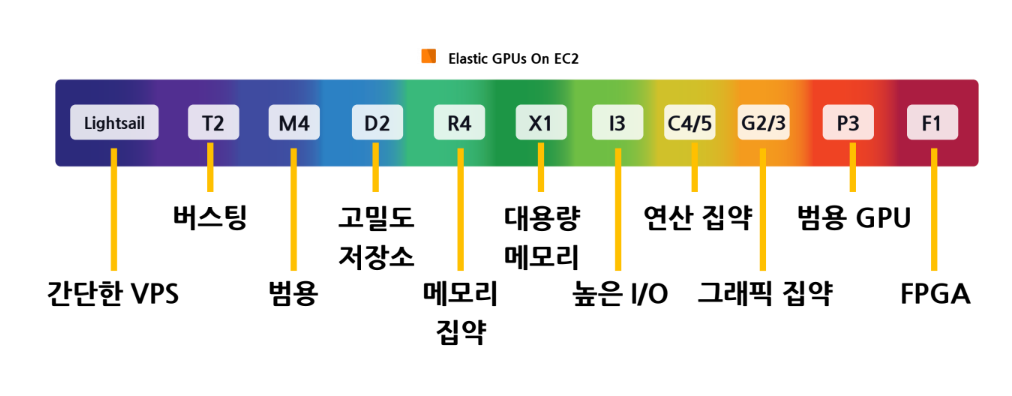 Elastic GPUs On EC2
Lightsail
T2
M4
D2
R4
X1
I3
C4/5
G2/3
P3
F1
버스팅
고밀도
저장소
대용량
메모리
연산 집약
범용 GPU
간단한 VPS
범용
메모리
집약
높은 I/O
그래픽 집약
FPGA